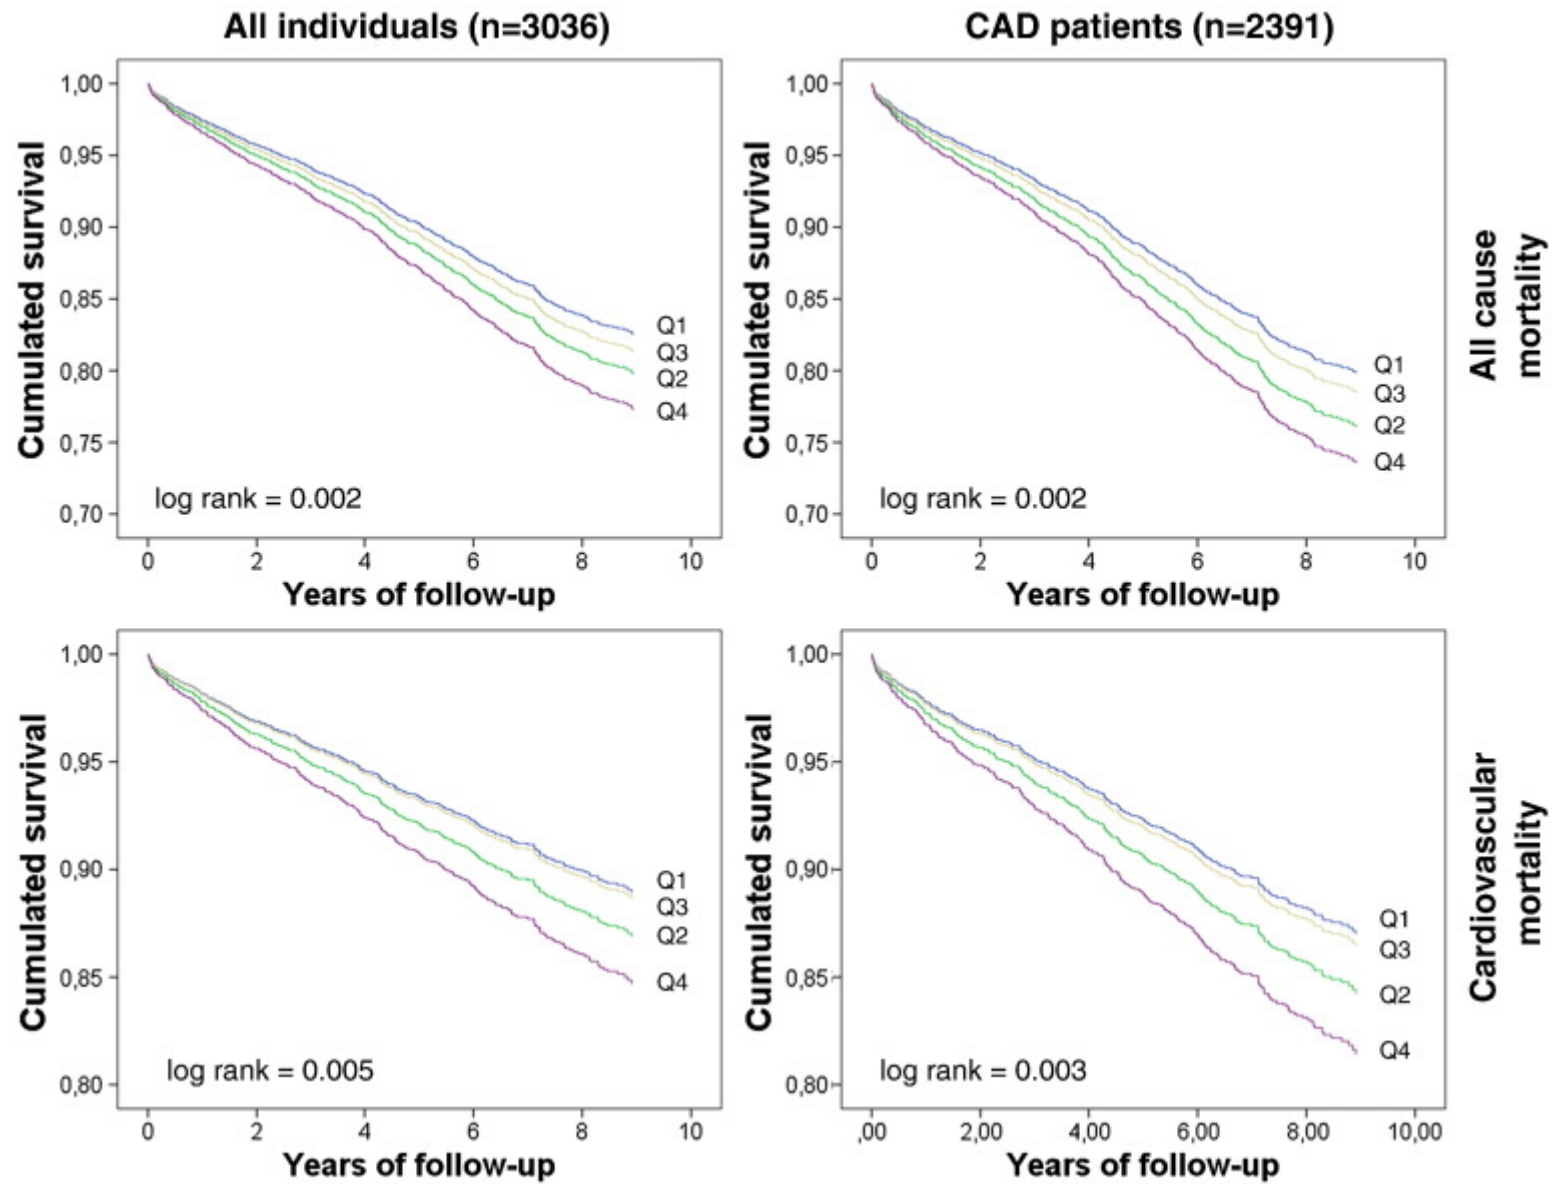 All individuals (n=3036)
CAD patients (n=2391)
Cumulated survival
1,00
0,95
0,90
0,85
0,80
0,75
0,70
Q1
Q3
Q2
Q4
log rank = 0.002
0 2 4 6 8 10
Years of follow-up
Cumulated survival
1,00
0,95
0,90
0,85
0,80
0,75
0,70
Q1
Q3
Q2
Q4
log rank = 0.002
0 2 4 6 8 10
Years of follow-up
All cause
mortality
Cumulated survival
1,00
0,95
0,90
0,85
0,80
Q1
Q3
Q2
Q4
log rank = 0.005
0 2 4 6 8 10
Years of follow-up
Cumulated survival
1,00
0,95
0,90
0,85
0,80
Q1
Q3
Q2
Q4
log rank = 0.003
,00 2,00 4,00 6,00 8,00 10,00
Years of follow-up
Cardiovascular
mortality